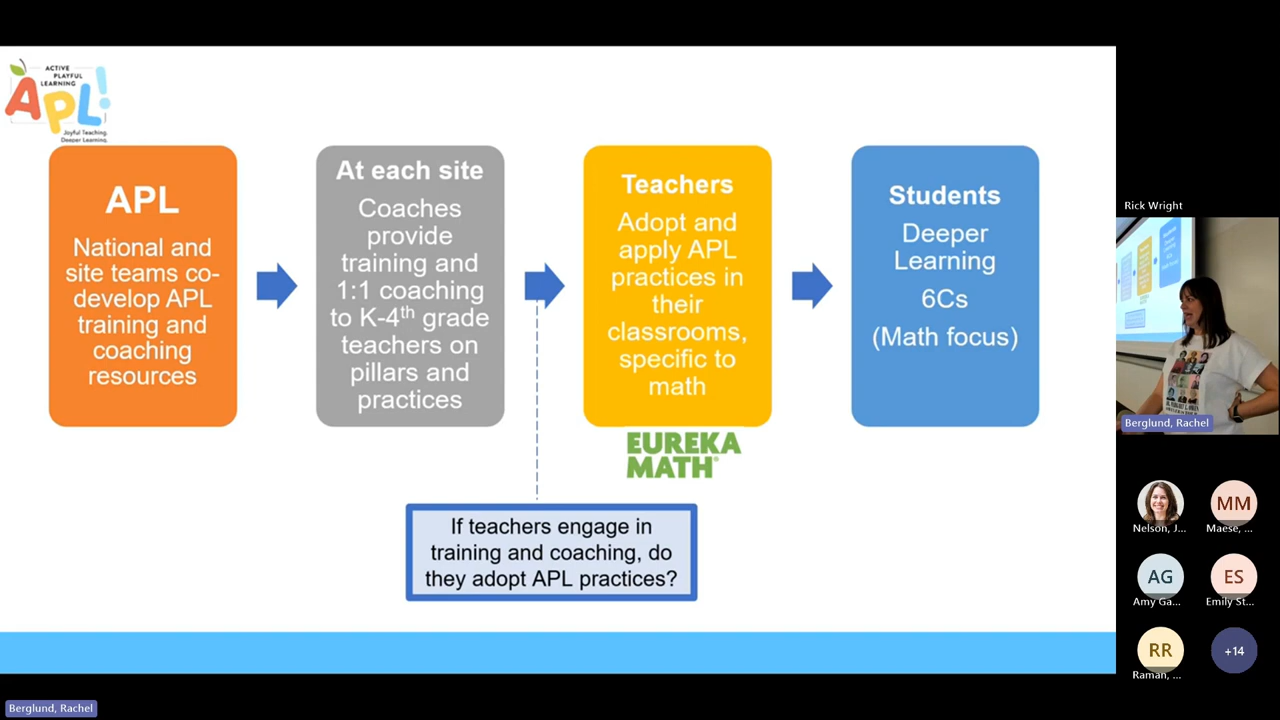 ACTIVE
PLAYFUL
LEARNING
APL!
Joyful Teaching.
Deeper Learning.
APL
National and
site teams co-
develop APL
training and
coaching
resources
At each site
Coaches
provide
training and
1:1 coaching
to K-4th grade
teachers on
pillars and
practices
Teachers
Adopt and
apply APL
practices in
their
classrooms,
specific to
math
EUREKA
MATH®
Students
Deeper
Learning
6Cs
(Math focus)
If teachers engage in
training and coaching, do
they adopt APL practices?
Rick Wright
Berglund, Rachel
Nelson, J...
MM
Maese, ...
AG
Amy Ga...
ES
Emily St...
RR
Raman, ...
+14
Berglund, Rachel